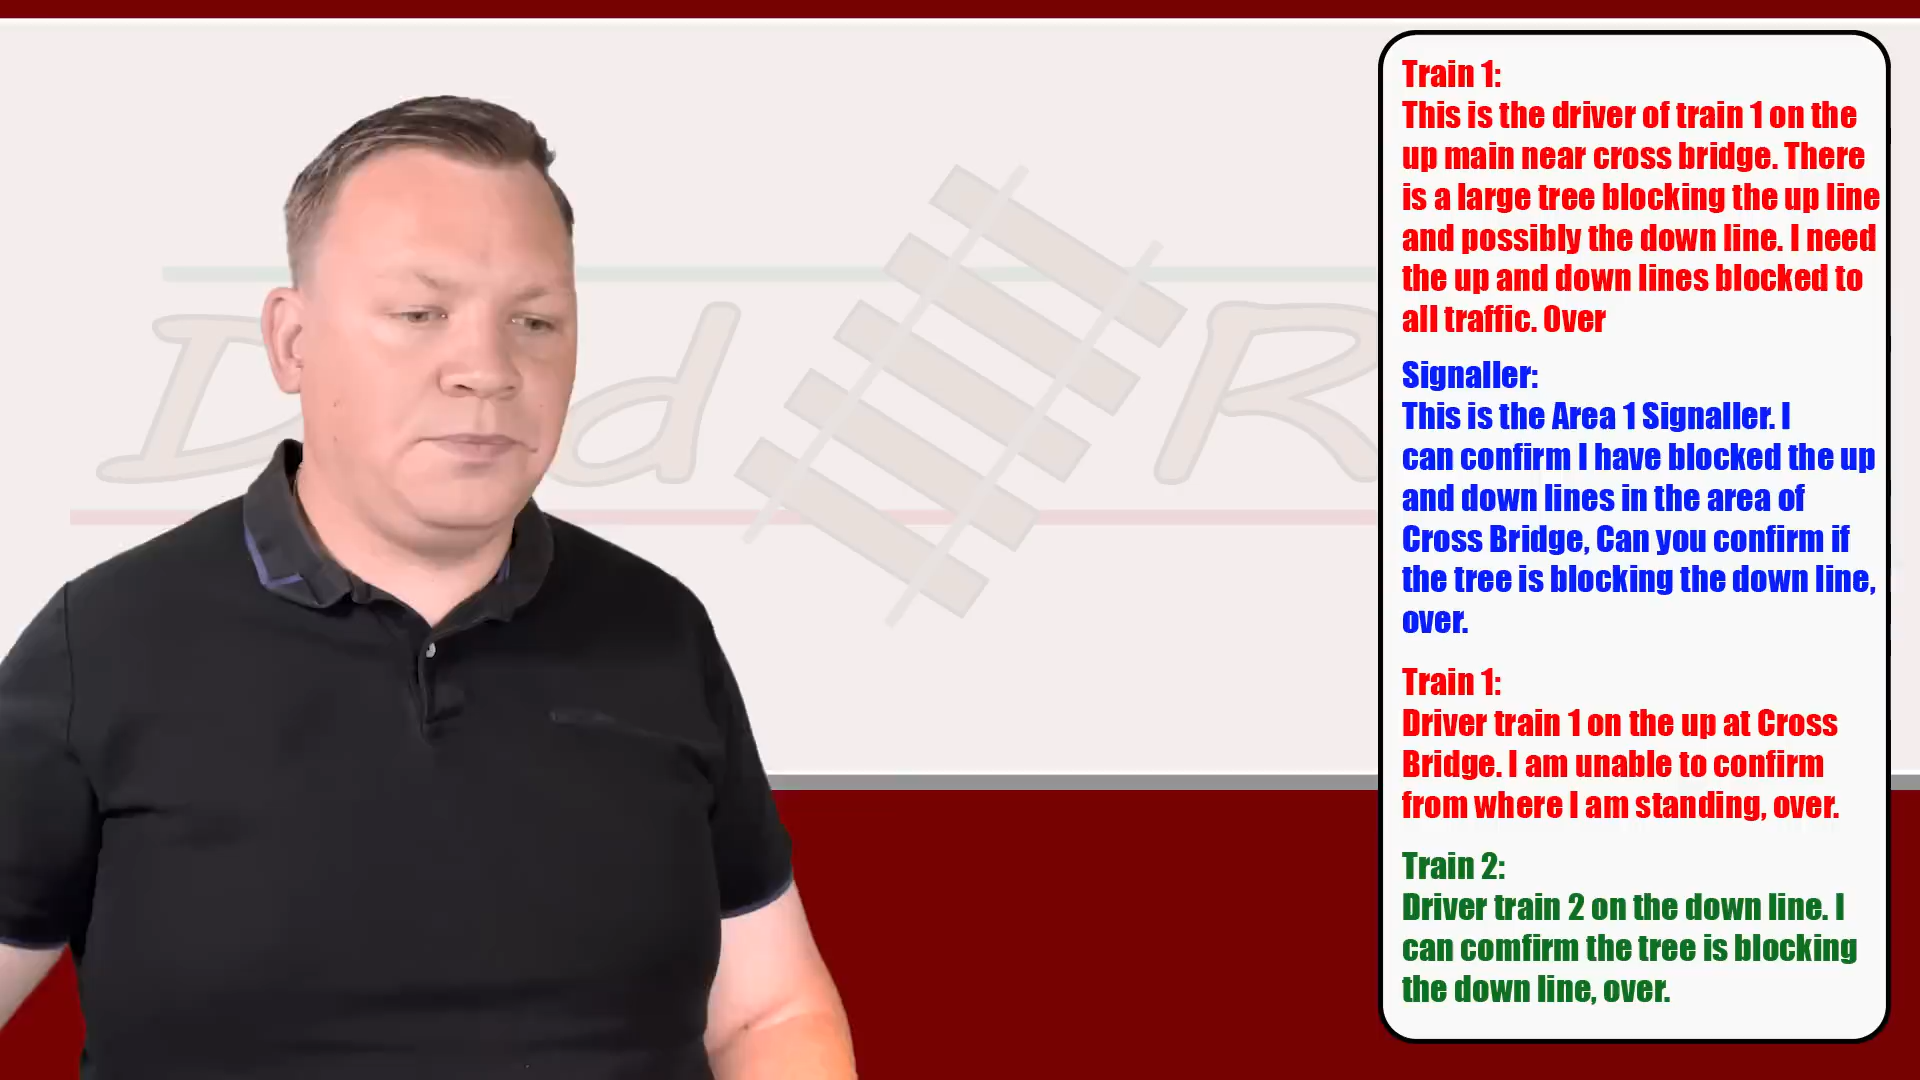 Train 1:
This is the driver of train 1 on the
up main near cross bridge. There
is a large tree blocking the up line
and possibly the down line. I need
the up and down lines blocked to
all traffic. Over
Signaller:
This is the Area 1 Signaller. I
can confirm I have blocked the up
and down lines in the area of
Cross Bridge, Can you confirm if
the tree is blocking the down line,
over.
Train 1:
Driver train 1 on the up at Cross
Bridge. I am unable to confirm
from where I am standing, over.
Train 2:
Driver train 2 on the down line. I
can comfirm the tree is blocking
the down line, over.